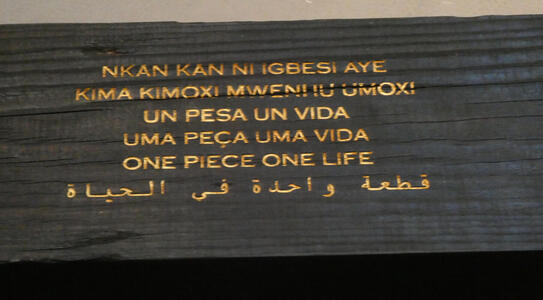 NKAN KAN NI IGBESI AYE
KIMA KIMOXI MWENHU UMOXI
UN PESA UN VIDA
UMA PEÇA UMA VIDA
ONE PIECE ONE LIFE
قطعة واحدة في الحياة